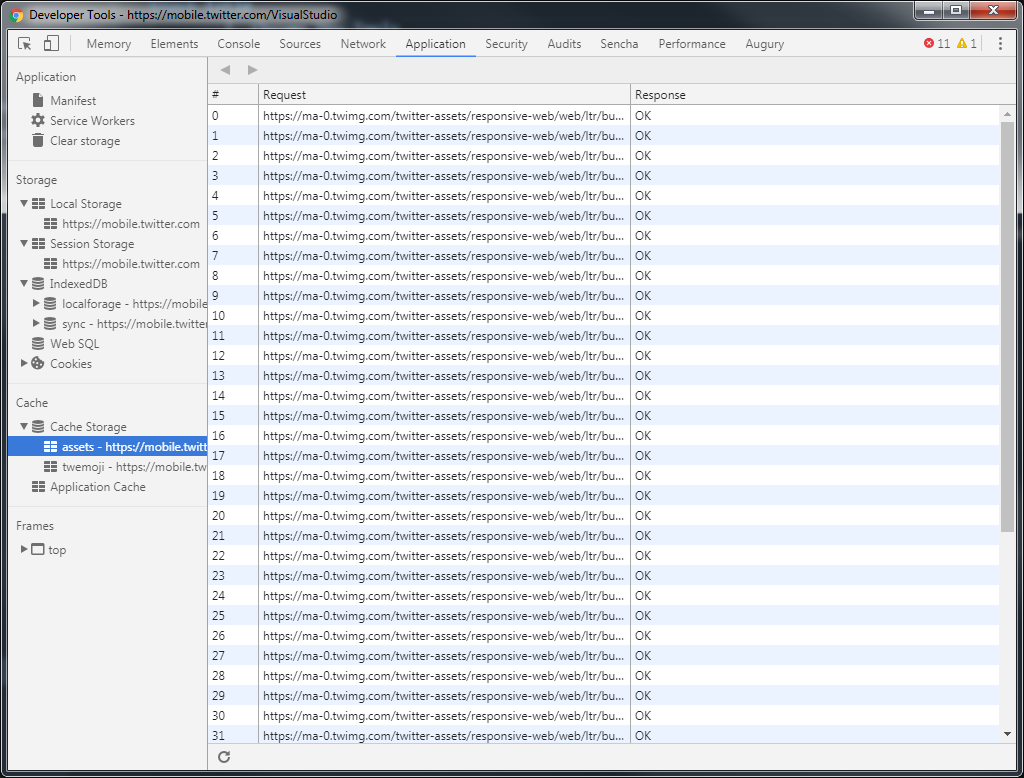 Developer Tools - https://mobile.twitter.com/VisualStudio
Memory Elements Console Sources Network Application Security Audits Sencha Performance Augury 11 1
Application
Manifest
Service Workers
Clear storage
Storage
Local Storage
https://mobile.twitter.com
Session Storage
https://mobile.twitter.com
IndexedDB
localforage - https://mobile
sync - https://mobile.twitter
Web SQL
Cookies
Cache
Cache Storage
assets - https://mobile.twitt
twemoji - https://mobile.tw
Application Cache
Frames
top
# Request Response
0 https://ma-0.twimg.com/twitter-assets/responsive-web/web/ltr/bu... OK
1 https://ma-0.twimg.com/twitter-assets/responsive-web/web/ltr/bu... OK
2 https://ma-0.twimg.com/twitter-assets/responsive-web/web/ltr/bu... OK
3 https://ma-0.twimg.com/twitter-assets/responsive-web/web/ltr/bu... OK
4 https://ma-0.twimg.com/twitter-assets/responsive-web/web/ltr/bu... OK
5 https://ma-0.twimg.com/twitter-assets/responsive-web/web/ltr/bu... OK
6 https://ma-0.twimg.com/twitter-assets/responsive-web/web/ltr/bu... OK
7 https://ma-0.twimg.com/twitter-assets/responsive-web/web/ltr/bu... OK
8 https://ma-0.twimg.com/twitter-assets/responsive-web/web/ltr/bu... OK
9 https://ma-0.twimg.com/twitter-assets/responsive-web/web/ltr/bu... OK
10 https://ma-0.twimg.com/twitter-assets/responsive-web/web/ltr/bu... OK
11 https://ma-0.twimg.com/twitter-assets/responsive-web/web/ltr/bu... OK
12 https://ma-0.twimg.com/twitter-assets/responsive-web/web/ltr/bu... OK
13 https://ma-0.twimg.com/twitter-assets/responsive-web/web/ltr/bu... OK
14 https://ma-0.twimg.com/twitter-assets/responsive-web/web/ltr/bu... OK
15 https://ma-0.twimg.com/twitter-assets/responsive-web/web/ltr/bu... OK
16 https://ma-0.twimg.com/twitter-assets/responsive-web/web/ltr/bu... OK
17 https://ma-0.twimg.com/twitter-assets/responsive-web/web/ltr/bu... OK
18 https://ma-0.twimg.com/twitter-assets/responsive-web/web/ltr/bu... OK
19 https://ma-0.twimg.com/twitter-assets/responsive-web/web/ltr/bu... OK
20 https://ma-0.twimg.com/twitter-assets/responsive-web/web/ltr/bu... OK
21 https://ma-0.twimg.com/twitter-assets/responsive-web/web/ltr/bu... OK
22 https://ma-0.twimg.com/twitter-assets/responsive-web/web/ltr/bu... OK
23 https://ma-0.twimg.com/twitter-assets/responsive-web/web/ltr/bu... OK
24 https://ma-0.twimg.com/twitter-assets/responsive-web/web/ltr/bu... OK
25 https://ma-0.twimg.com/twitter-assets/responsive-web/web/ltr/bu... OK
26 https://ma-0.twimg.com/twitter-assets/responsive-web/web/ltr/bu... OK
27 https://ma-0.twimg.com/twitter-assets/responsive-web/web/ltr/bu... OK
28 https://ma-0.twimg.com/twitter-assets/responsive-web/web/ltr/bu... OK
29 https://ma-0.twimg.com/twitter-assets/responsive-web/web/ltr/bu... OK
30 https://ma-0.twimg.com/twitter-assets/responsive-web/web/ltr/bu... OK
31 https://ma-0.twimg.com/twitter-assets/responsive-web/web/ltr/bu... OK